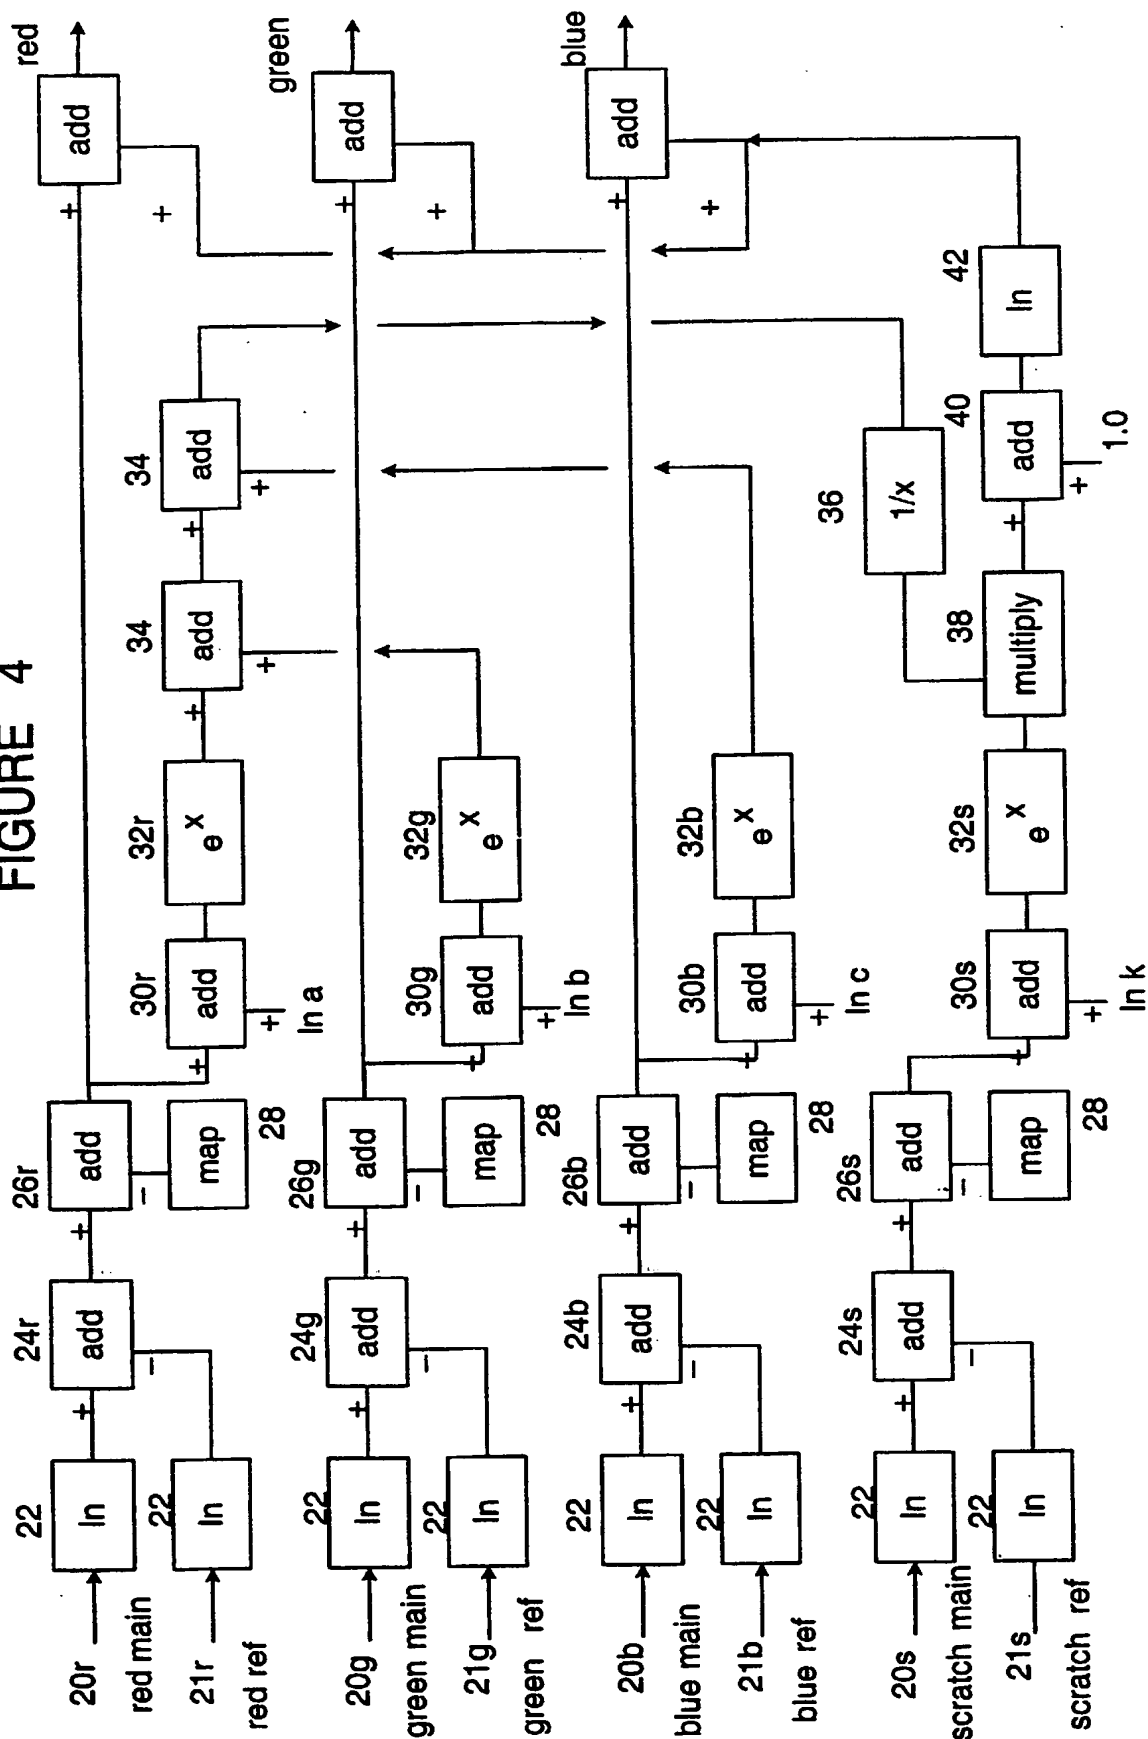 FIGURE 4
20r
red main
22
ln
+
24r
add
+
26r
add
+
add
red
21r
red ref
22
ln
−
−
map
28
+
30r
add
+
ln a
32r
e x
+
34
add
+
+
34
add
+
+
20g
green main
22
ln
+
24g
add
+
26g
add
+
add
green
21g
green ref
22
ln
−
−
map
28
+
30g
add
+
ln b
32g
e x
+
20b
blue main
22
ln
+
24b
add
+
26b
add
+
add
blue
21b
blue ref
22
ln
−
−
map
28
+
30b
add
+
ln c
32b
e x
+
36
1/x
20s
scratch main
22
ln
+
24s
add
+
26s
add
21s
scratch ref
22
ln
−
−
map
28
+
30s
add
+
ln k
32s
e x
38
multiply
+
40
add
+
1.0
42
ln